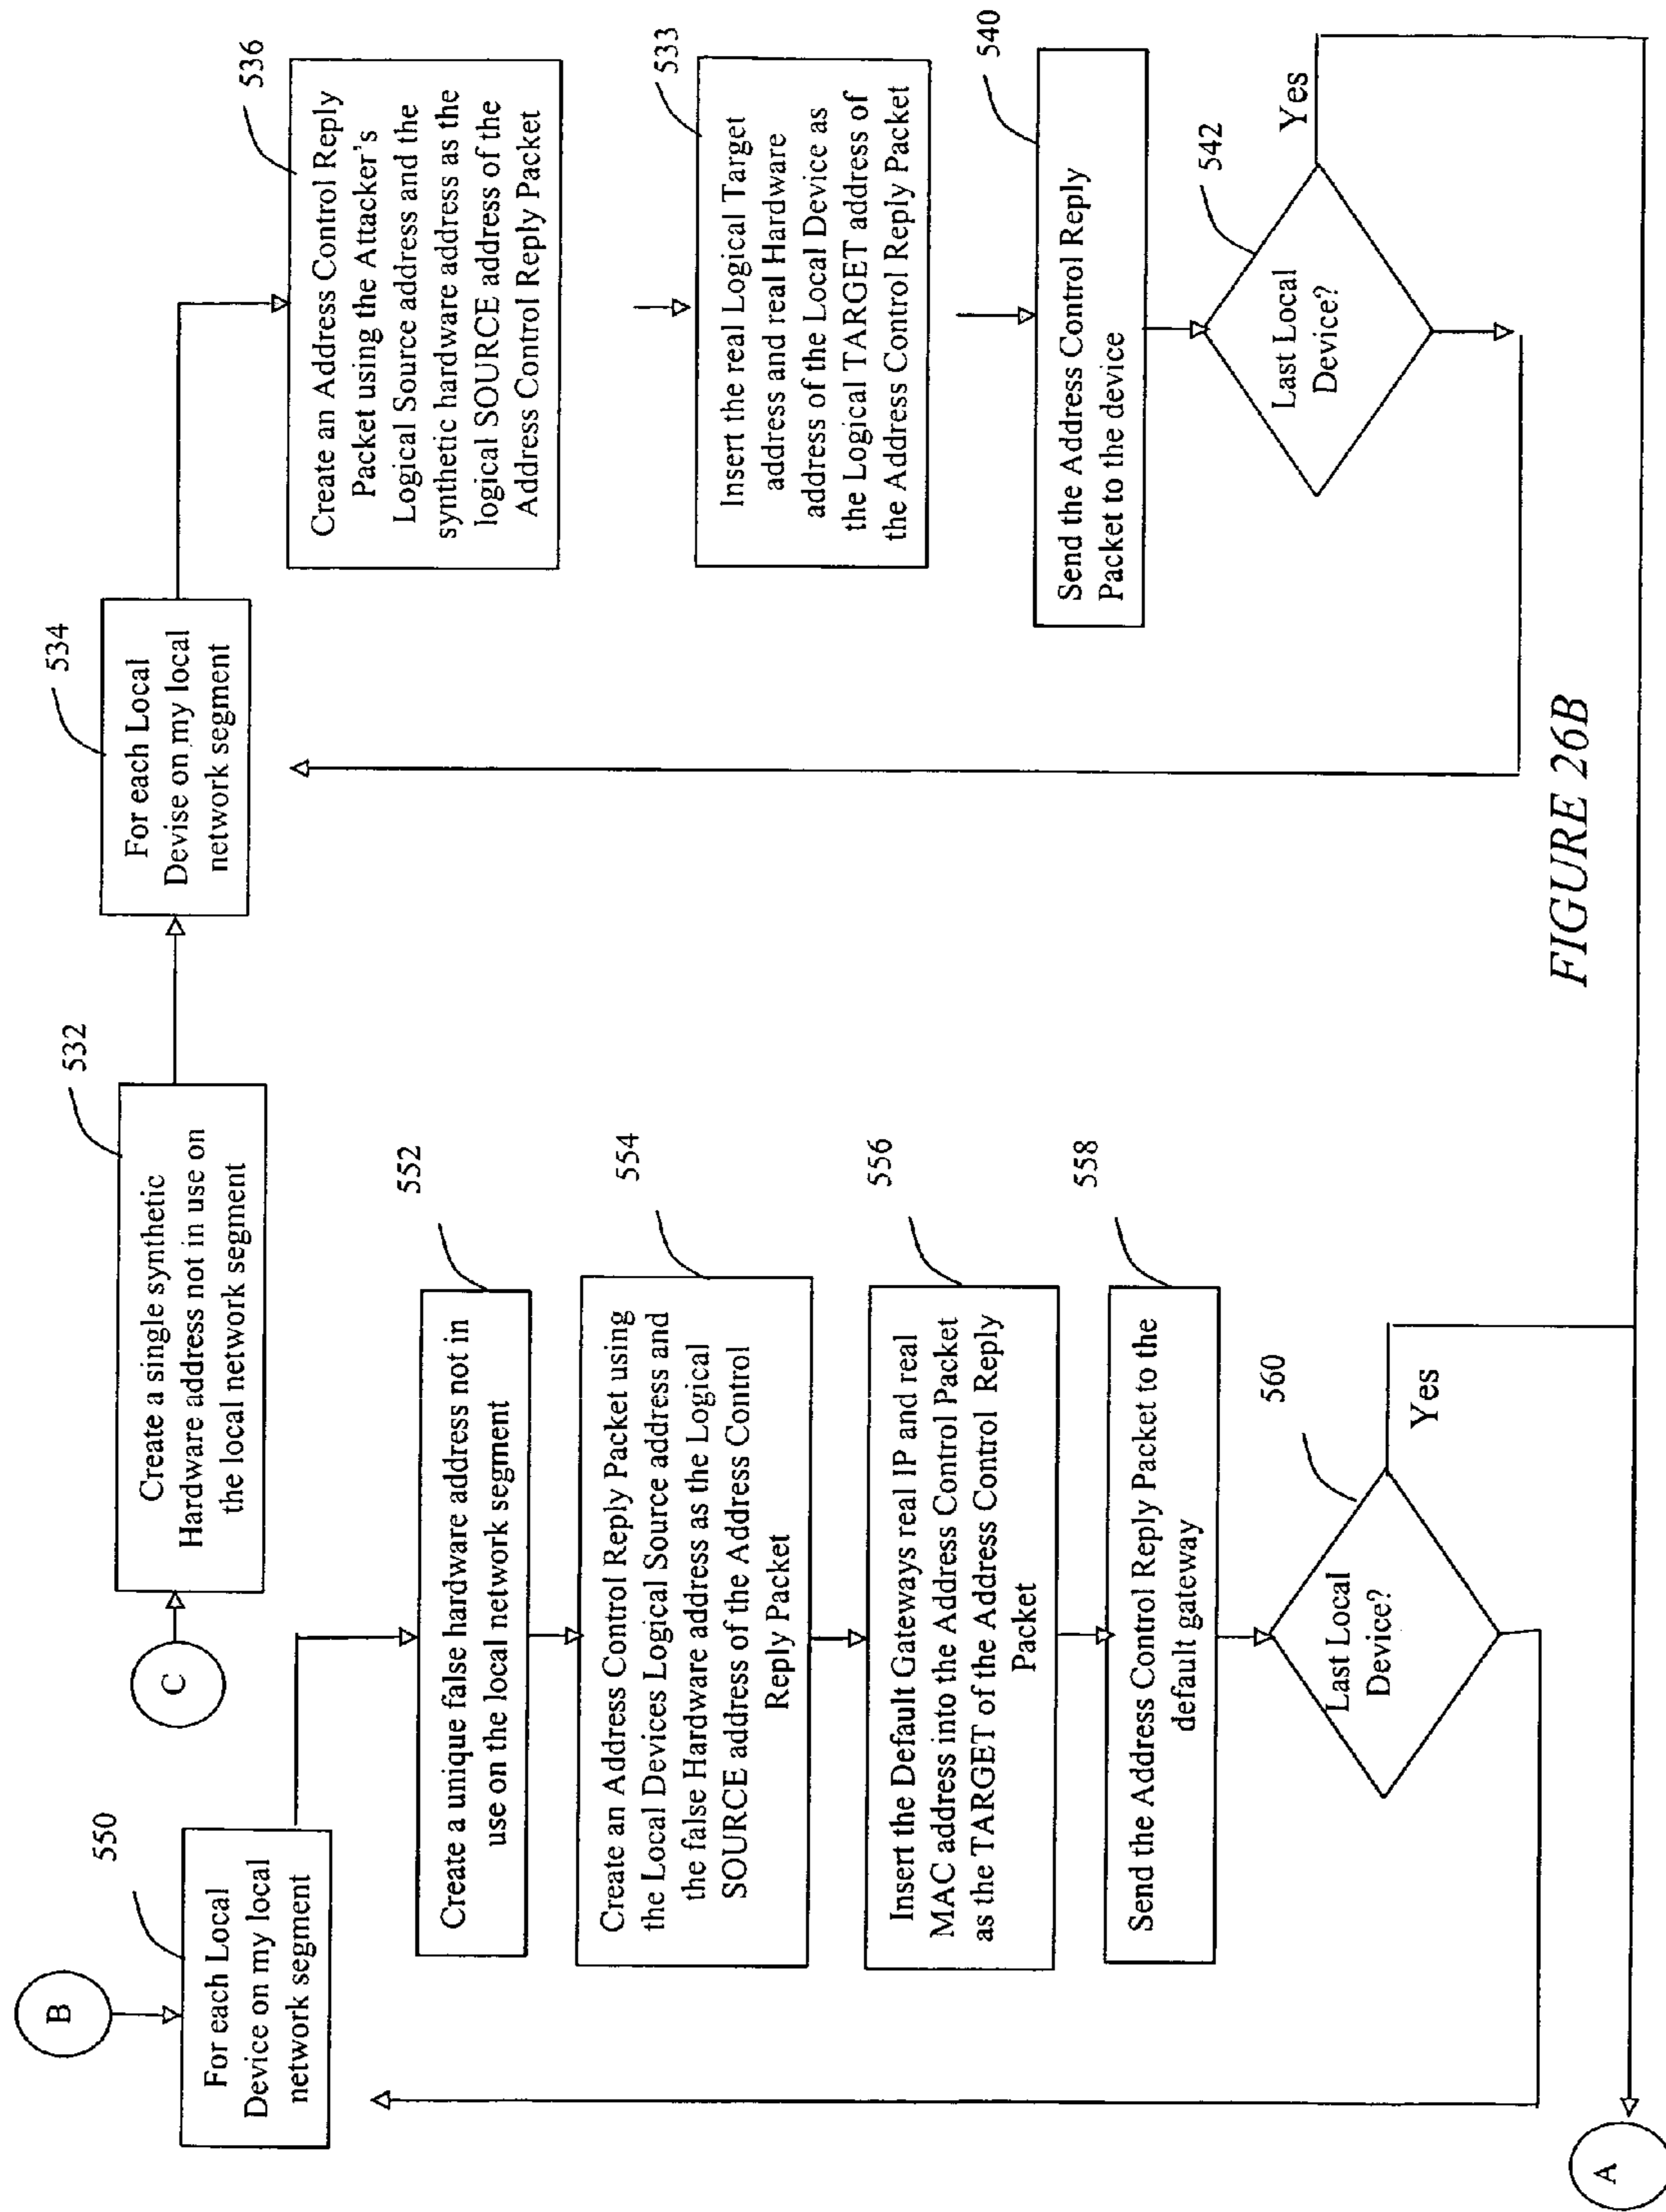 B
550
For each Local
Device on my local
network segment
552
Create a unique false hardware address not in
use on the local network segment
554
Create an Address Control Reply Packet using
the Local Devices Logical Source address and
the false Hardware address as the Logical
SOURCE address of the Address Control
Reply Packet
556
Insert the Default Gateways real IP and real
MAC address into the Address Control Packet
as the TARGET of the Address Control Reply
Packet
558
Send the Address Control Reply Packet to the
default gateway
560
Last Local
Device?
Yes
A
C
532
Create a single synthetic
Hardware address not in use on
the local network segment
534
For each Local
Devise on my local
network segment
536
Create an Address Control Reply
Packet using the Attacker's
Logical Source address and the
synthetic hardware address as the
logical SOURCE address of the
Address Control Reply Packet
533
Insert the real Logical Target
address and real Hardware
address of the Local Device as
the Logical TARGET address of
the Address Control Reply Packet
540
Send the Address Control Reply
Packet to the device
542
Last Local
Device?
Yes
FIGURE 26B